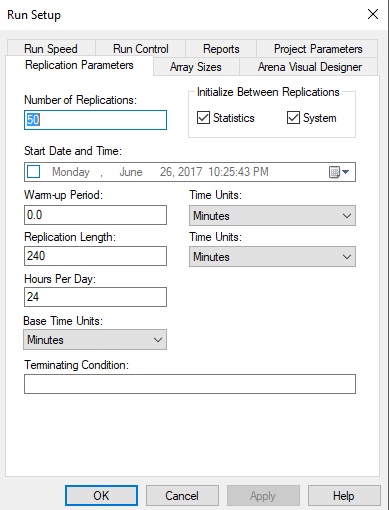 Run Setup
Run Speed Run Control Reports Project Parameters
Replication Parameters Array Sizes Arena Visual Designer
Number of Replications:
50
Initialize Between Replications
Statistics System
Start Date and Time:
Monday , June 26, 2017 10:25:43 PM
Warm-up Period: Time Units:
0.0 Minutes
Replication Length: Time Units:
240 Minutes
Hours Per Day:
24
Base Time Units:
Minutes
Terminating Condition:
OK Cancel Apply Help